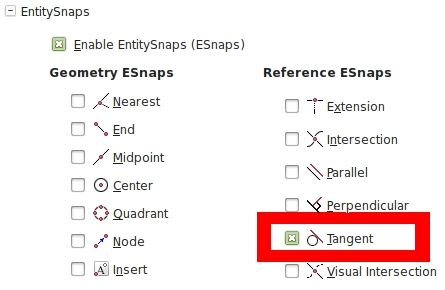 EntitySnaps
Enable EntitySnaps (ESnaps)
Geometry ESnaps
Nearest
End
Midpoint
Center
Quadrant
Node
Insert
Reference ESnaps
Extension
Intersection
Parallel
Perpendicular
Tangent
Visual Intersection